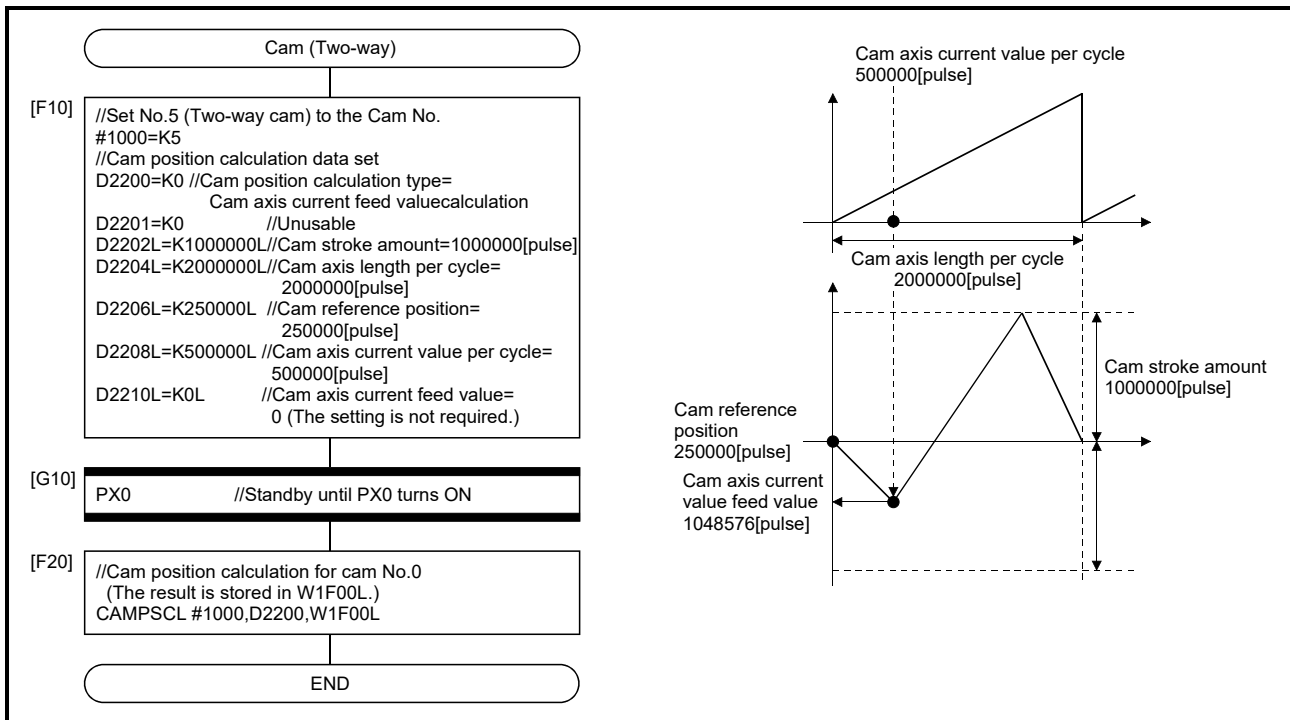 Cam (Two-way)
[F10]
//Set No.5 (Two-way cam) to the Cam No.
#1000=K5
//Cam position calculation data set
D2200=K0 //Cam position calculation type=
Cam axis current feed valuecalculation
D2201=K0 //Unusable
D2202L=K1000000L//Cam stroke amount=1000000[pulse]
D2204L=K2000000L//Cam axis length per cycle=
2000000[pulse]
D2206L=K250000L //Cam reference position=
250000[pulse]
D2208L=K500000L //Cam axis current value per cycle=
500000[pulse]
D2210L=K0L //Cam axis current feed value=
0 (The setting is not required.)
[G10]
PX0 //Standby until PX0 turns ON
[F20]
//Cam position calculation for cam No.0
(The result is stored in W1F00L.)
CAMPSCL #1000,D2200,W1F00L
END
Cam axis current value per cycle
500000[pulse]
Cam axis length per cycle
2000000[pulse]
Cam stroke amount
1000000[pulse]
Cam reference
position
250000[pulse]
Cam axis current
value feed value
1048576[pulse]